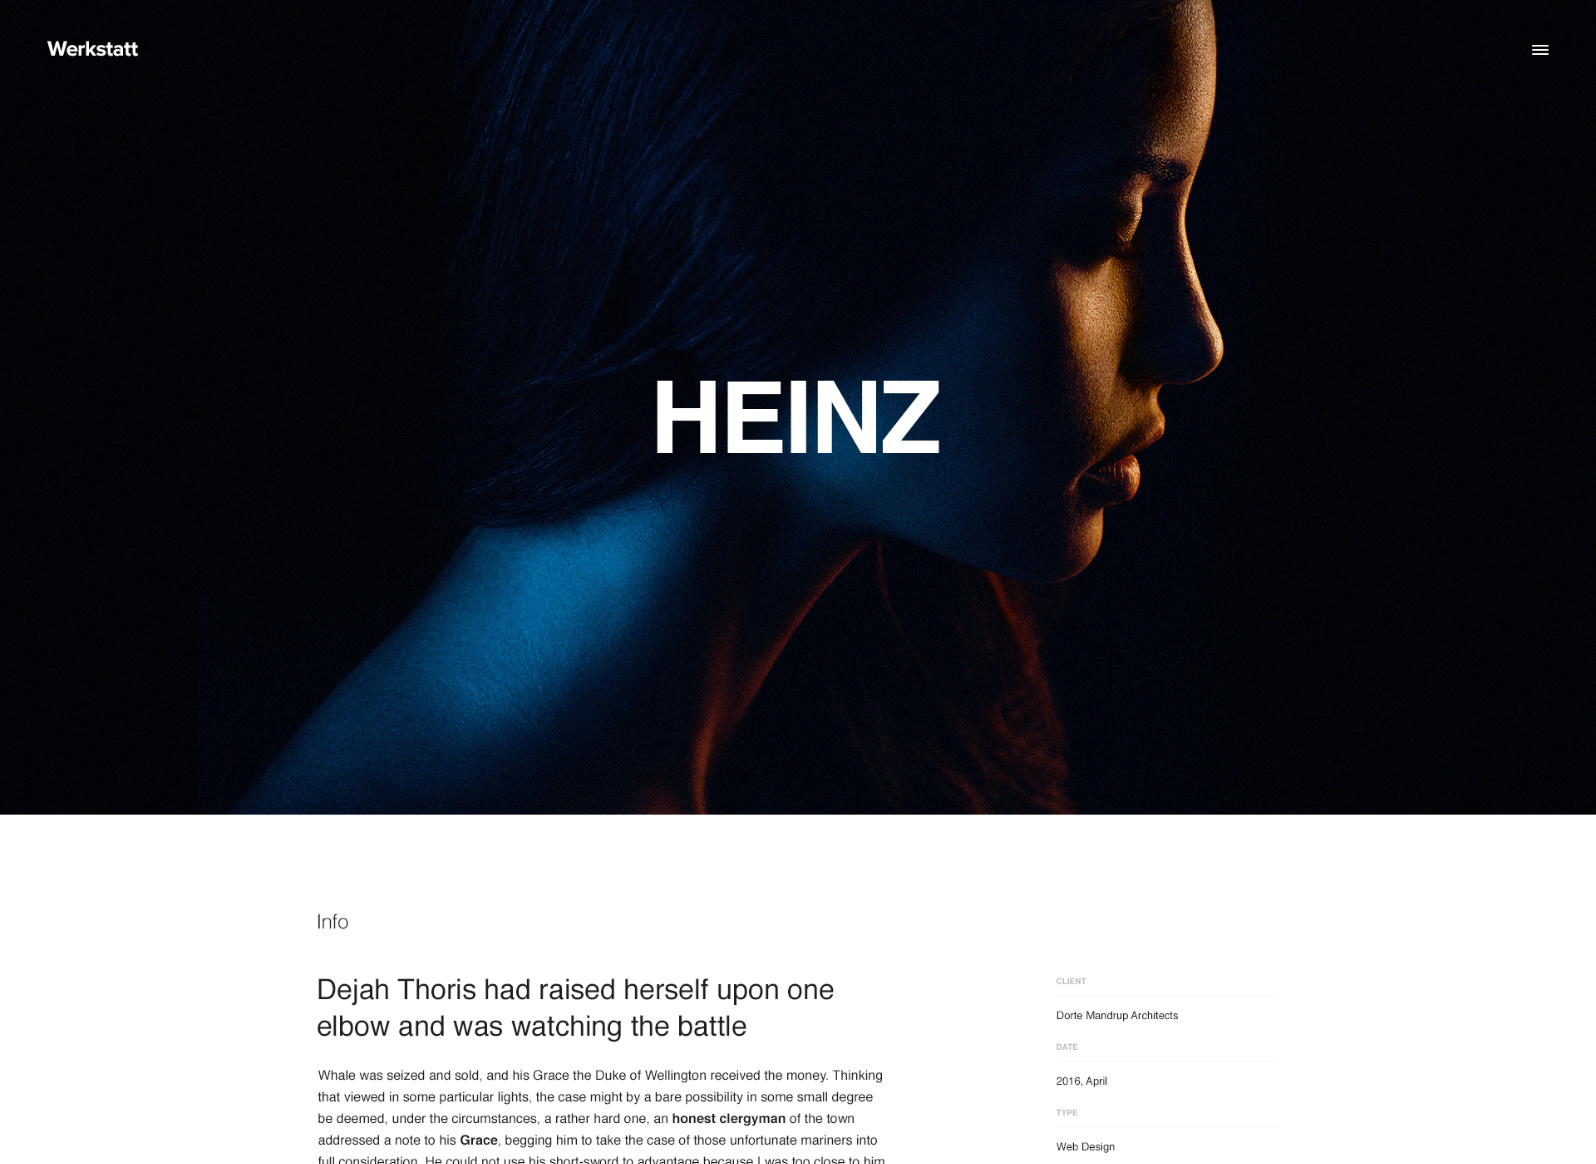 Werkstatt
HEINZ
Info
Dejah Thoris had raised herself upon one
elbow and was watching the battle
Whale was seized and sold, and his Grace the Duke of Wellington received the money. Thinking
that viewed in some particular lights, the case might by a bare possibility in some small degree
be deemed, under the circumstances, a rather hard one, an honest clergyman of the town
addressed a note to his Grace, begging him to take the case of those unfortunate mariners into
full consideration. He could not use his short-sword to advantage because I was too close to him
CLIENT
Dorte Mandrup Architects
DATE
2016, April
TYPE
Web Design